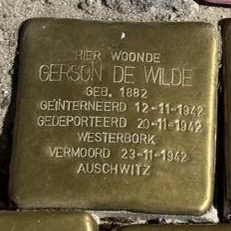 HIER WOONDE
GERSON DE WILDE
GEB. 1882
GEÏNTERNEERD 12-11-1942
GEDEPORTEERD 20-11-1942
WESTERBORK
VERMOORD 23-11-1942
AUSCHWITZ